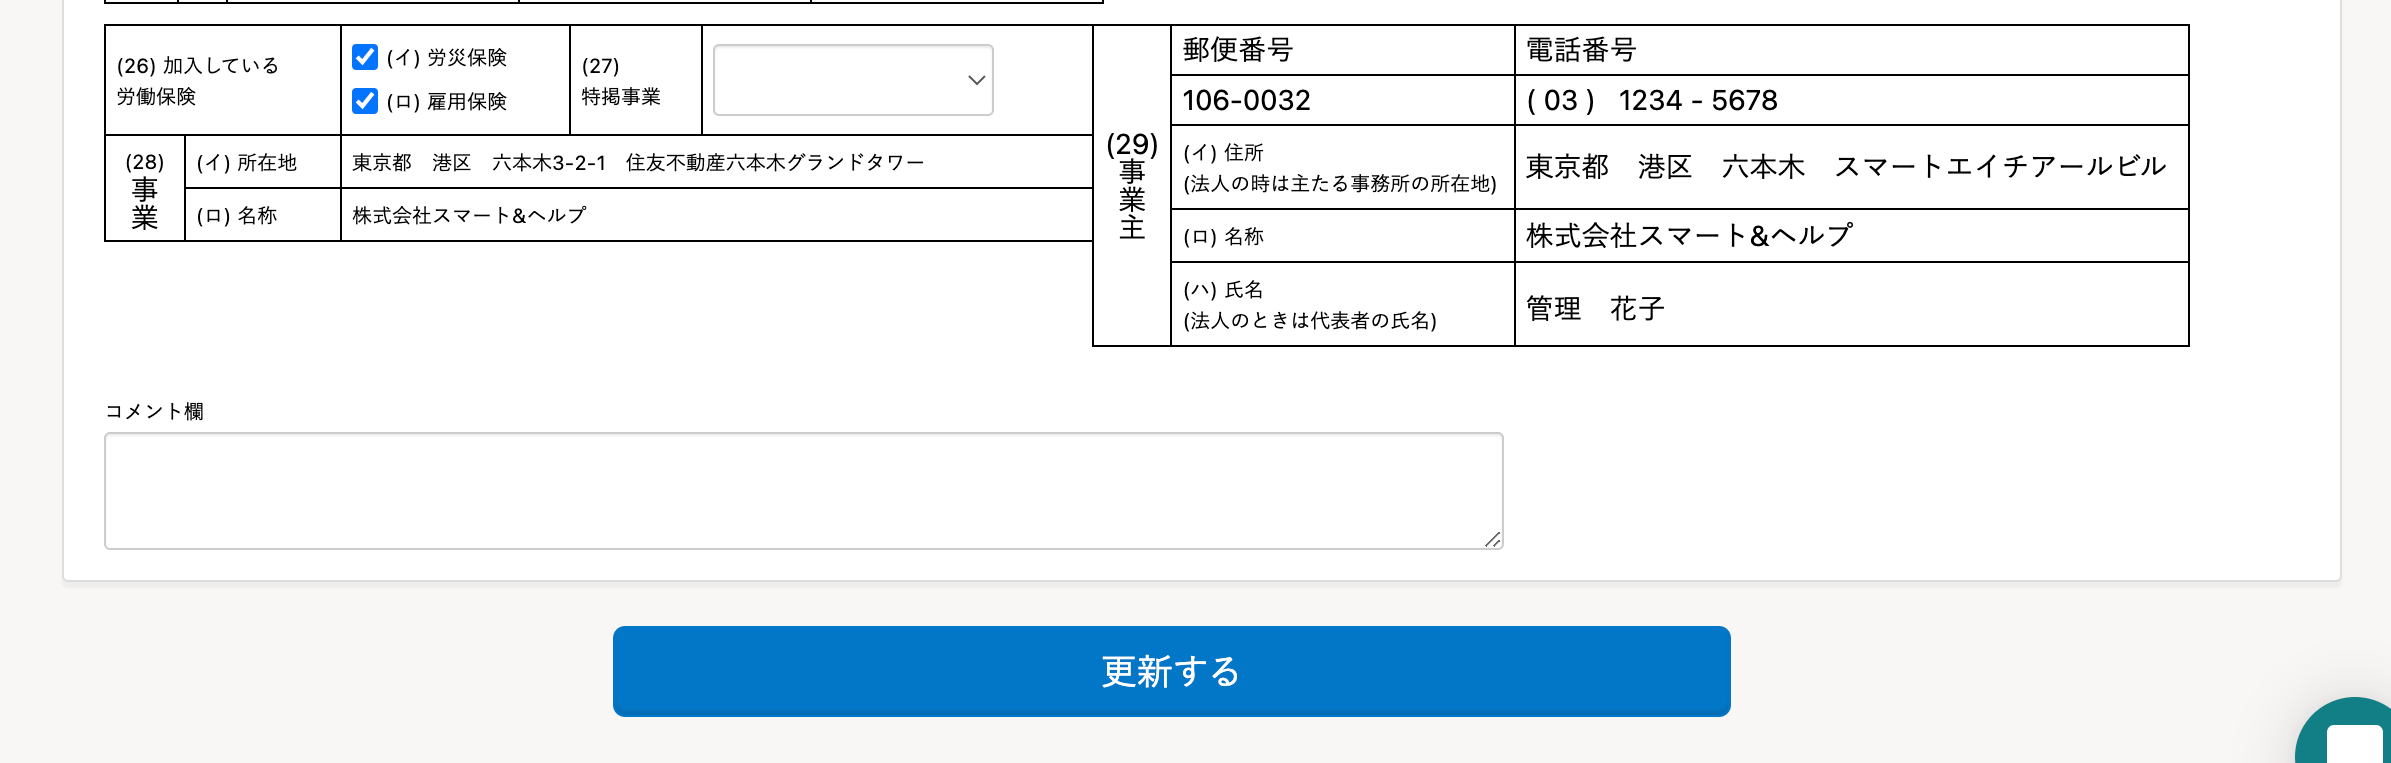 (26) 加入している
労働保険
(イ) 労災保険
(ロ) 雇用保険
(27)
特掲事業
(28)
事業
(イ) 所在地
東京都　港区　六本木3-2-1　住友不動産六本木グランドタワー
(ロ) 名称
株式会社スマート&ヘルプ
(29)
事業主
郵便番号
電話番号
106-0032
( 03 )　1234 - 5678
(イ) 住所
(法人の時は主たる事務所の所在地)
東京都　港区　六本木　スマートエイチアールビル
(ロ) 名称
株式会社スマート&ヘルプ
(ハ) 氏名
(法人のときは代表者の氏名)
管理　花子
コメント欄
更新する